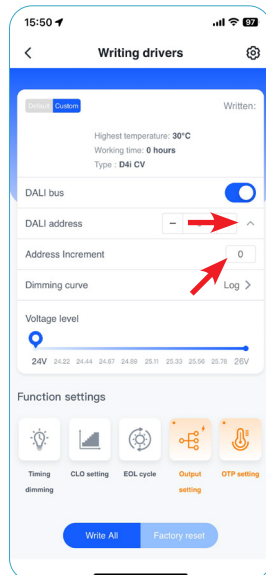 15:50
97
Writing drivers
Default Custom
Written:
Highest temperature: 30°C
Working time: 0 hours
Type : D4i CV
DALI bus
DALI address
−
Address Increment
0
Dimming curve
Log
Voltage level
24V 24.22 24.44 24.67 24.89 25.11 25.33 25.56 25.78 26V
Function settings
Timing dimming
CLO setting
EOL cycle
Output setting
OTP setting
Write All
Factory reset